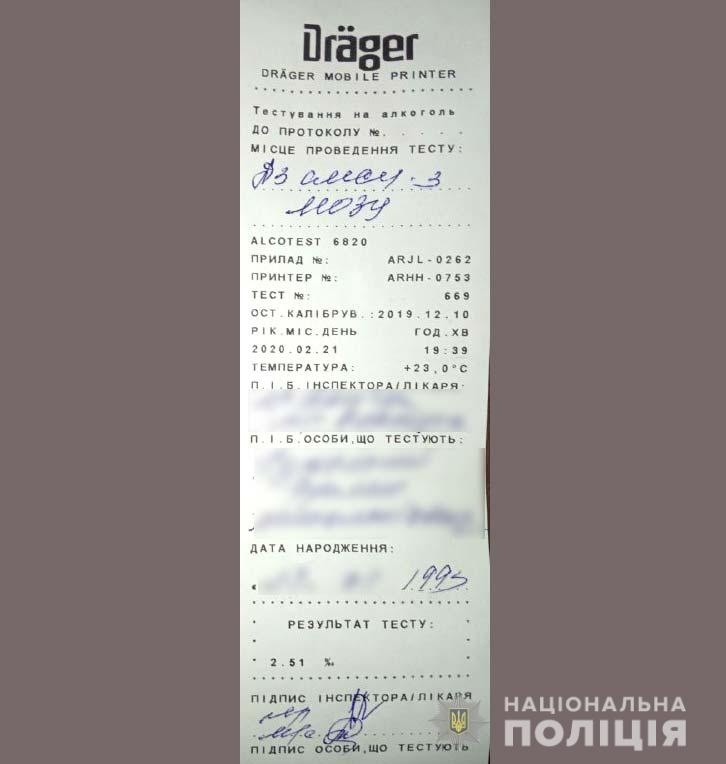 Dräger
DRÄGER MOBILE PRINTER
Тестування на алкоголь
ДО ПРОТОКОЛУ №. . . . .
МІСЦЕ ПРОВЕДЕННЯ ТЕСТУ:
ALCOTEST 6820
ПРИЛАД №: ARJL-0262
ПРИНТЕР №: ARHH-0753
ТЕСТ №: 669
ОСТ.КАЛІБРУВ.:2019.12.10
РІК.МІС.ДЕНЬ ГОД.ХВ
2020.02.21 19:39
ТЕМПЕРАТУРА: +23,0°C
П.І.Б.ІНСПЕКТОРА/ЛІКАРЯ:
П.І.Б.ОСОБИ,ЩО ТЕСТУЮТЬ:
ДАТА НАРОДЖЕННЯ:
РЕЗУЛЬТАТ ТЕСТУ:
2.51 ‰
ПІДПИС ІНСПЕКТОРА/ЛІКАРЯ
ПІДПИС ОСОБИ,ЩО ТЕСТУЮТЬ
НАЦІОНАЛЬНА
ПОЛІЦІЯ